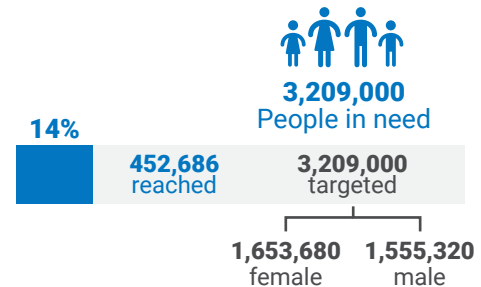 3,209,000
People in need
14%
452,686
reached
3,209,000
targeted
1,653,680
female
1,555,320
male